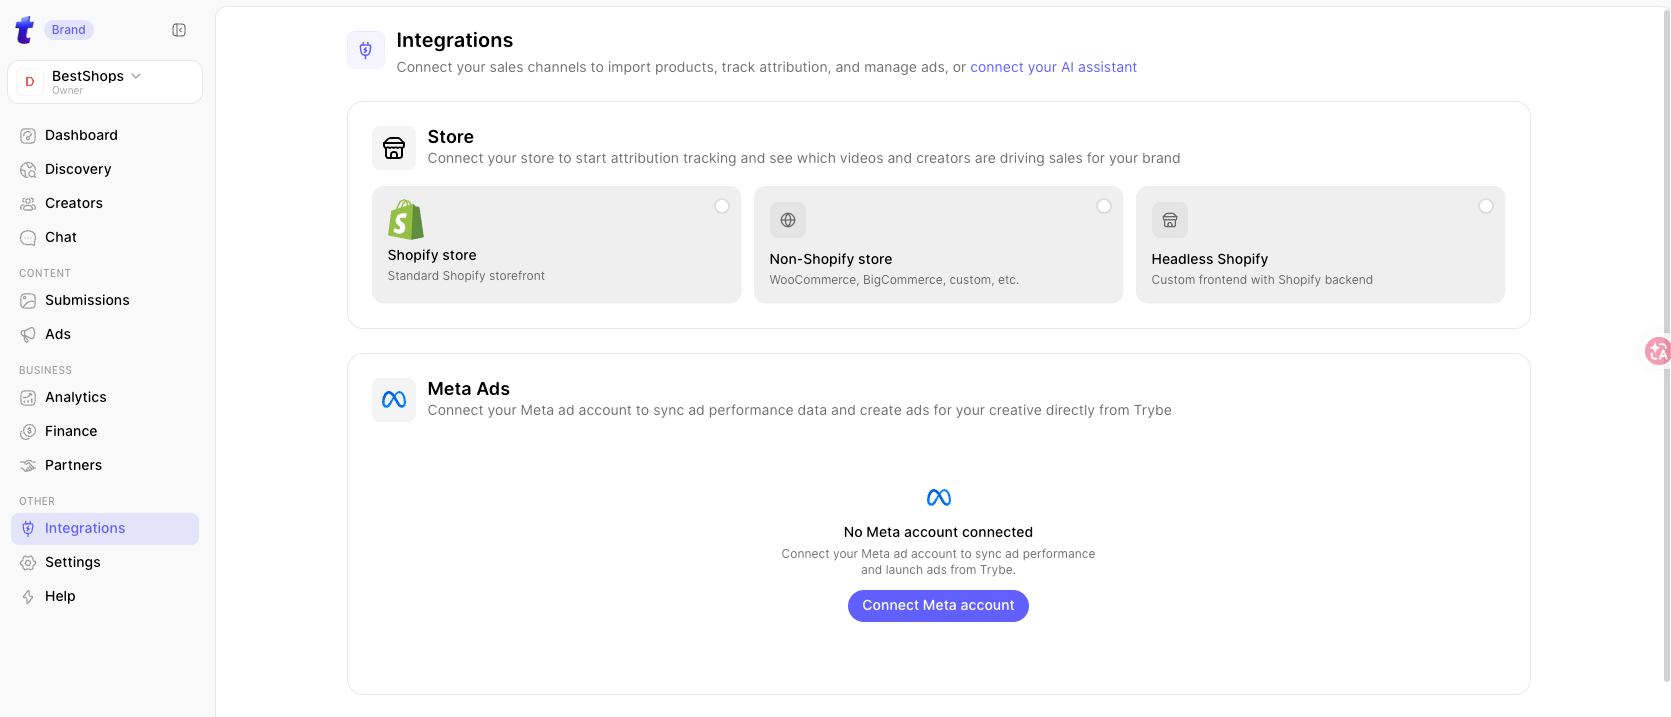 Brand
D
BestShops
Owner
Dashboard
Discovery
Creators
Chat
CONTENT
Submissions
Ads
BUSINESS
Analytics
Finance
Partners
OTHER
Integrations
Settings
Help
Integrations
Connect your sales channels to import products, track attribution, and manage ads, or connect your AI assistant
Store
Connect your store to start attribution tracking and see which videos and creators are driving sales for your brand
Shopify store
Standard Shopify storefront
Non-Shopify store
WooCommerce, BigCommerce, custom, etc.
Headless Shopify
Custom frontend with Shopify backend
Meta Ads
Connect your Meta ad account to sync ad performance data and create ads for your creative directly from Trybe
No Meta account connected
Connect your Meta ad account to sync ad performance
and launch ads from Trybe.
Connect Meta account